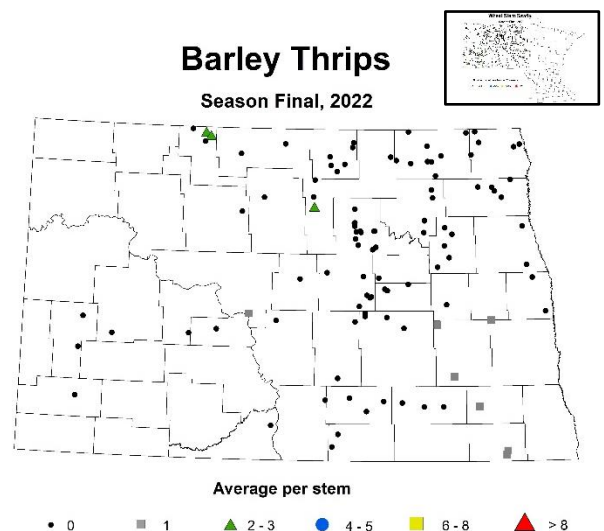 Barley Thrips
Season Final, 2022
Average per stem
0 1 2 - 3 4 - 5 6 - 8 > 8